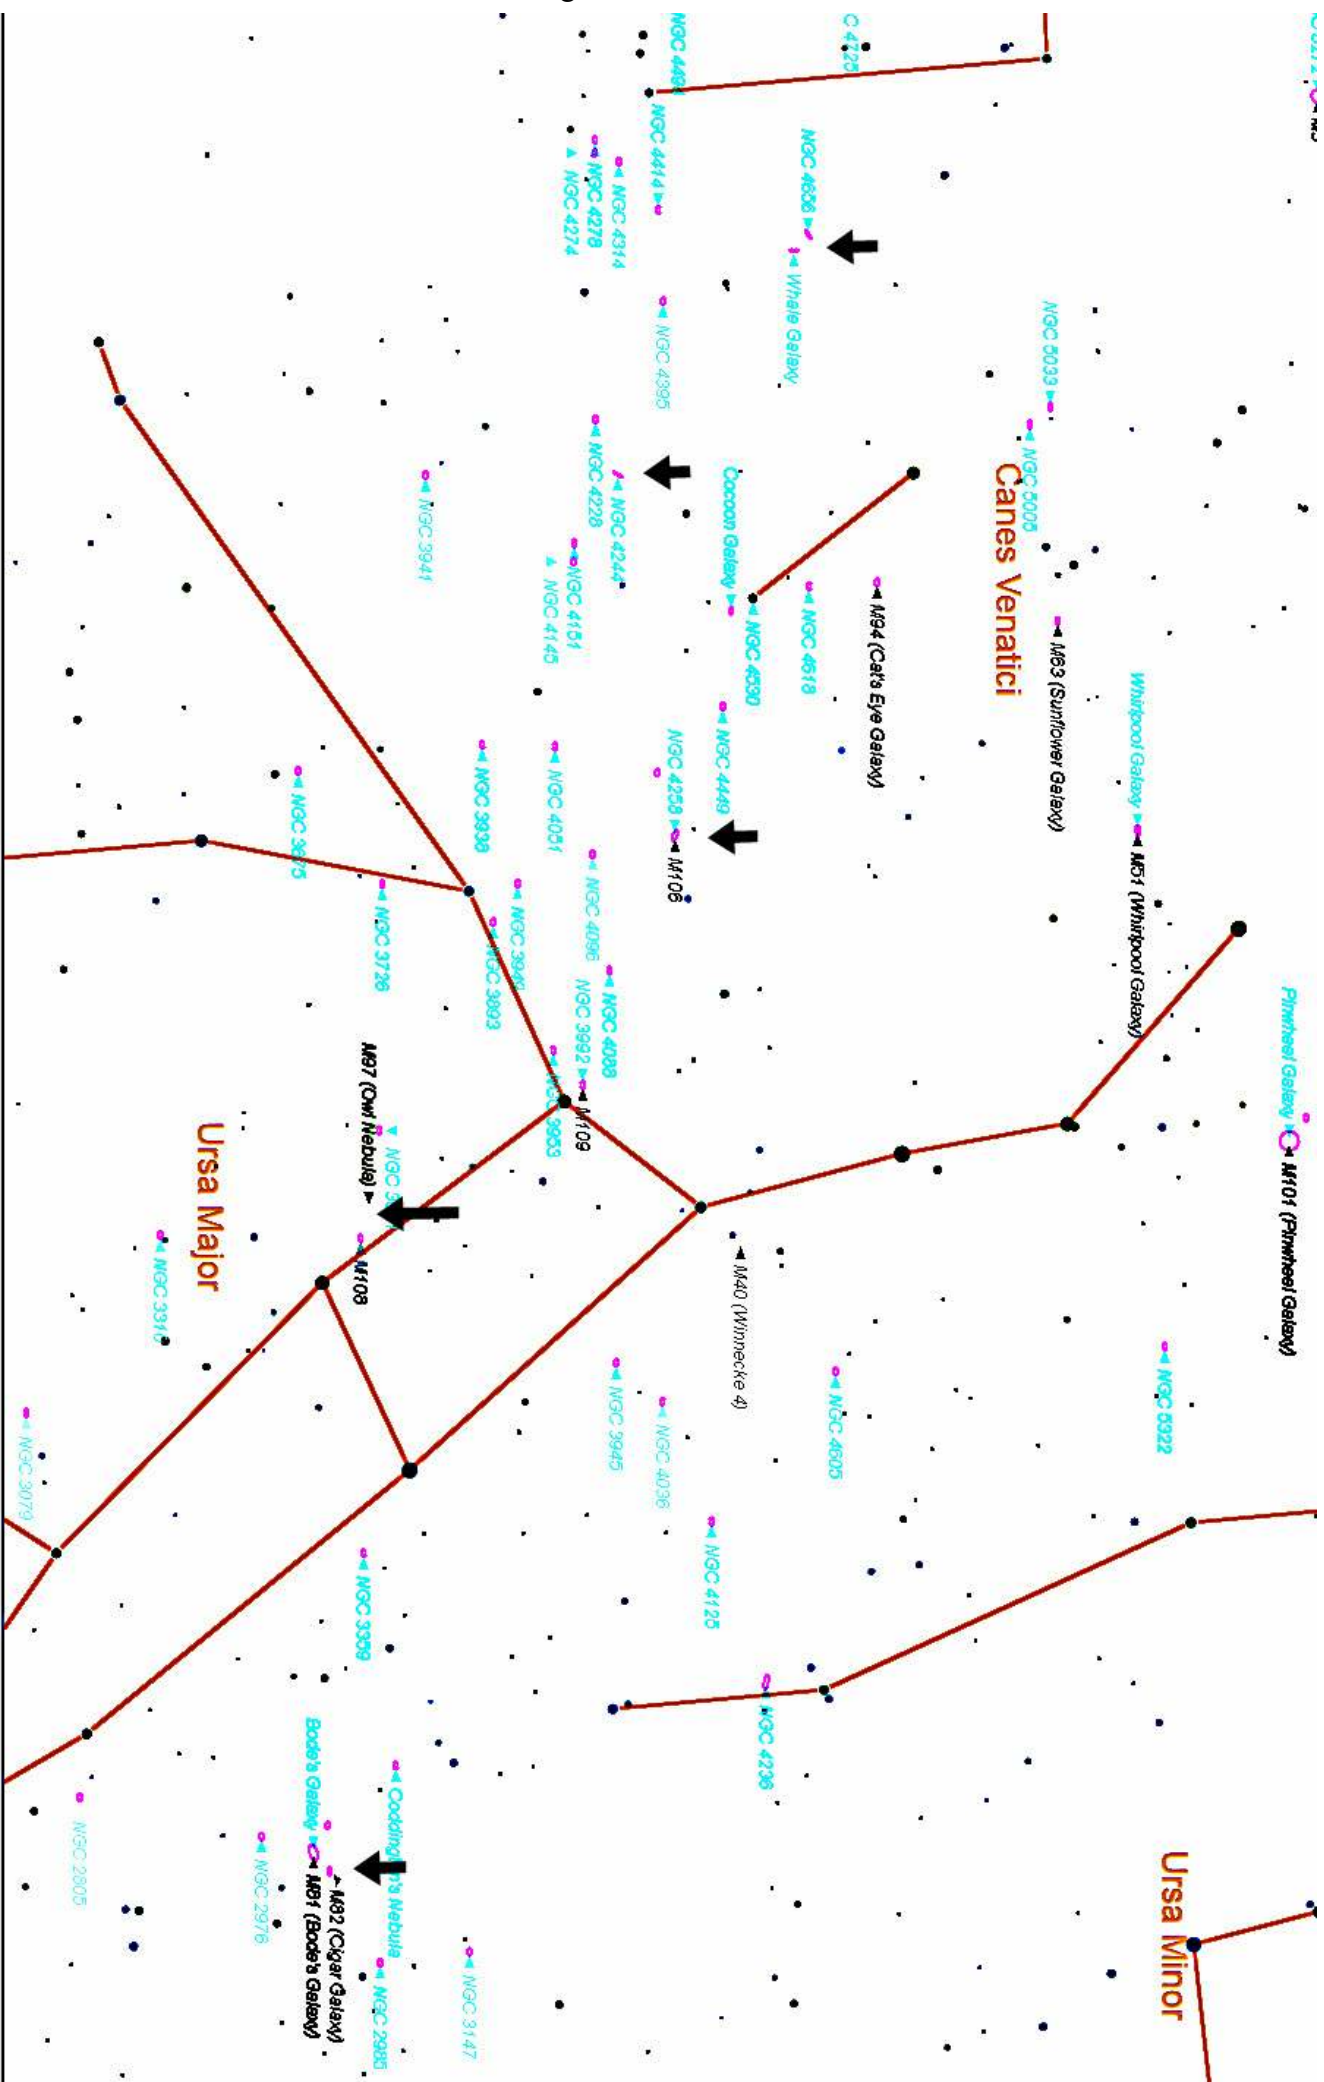 NGC 4414
NGC 4656
NGC 4314
NGC 4278
NGC 4274
Whale Galaxy
NGC 4395
NGC 5033
NGC 5005
Canes Venatici
NGC 4228
NGC 4244
Cocoon Galaxy
NGC 3941
NGC 4151
NGC 4145
NGC 4490
NGC 4618
M94 (Cat's Eye Galaxy)
M63 (Sunflower Galaxy)
Whirlpool Galaxy
M51 (Whirlpool Galaxy)
NGC 4449
NGC 4258
M106
NGC 3938
NGC 4051
NGC 3675
NGC 4096
NGC 3726
NGC 3949
NGC 3893
NGC 4088
NGC 3992
M109
NGC 3953
Pinwheel Galaxy
M101 (Pinwheel Galaxy)
M97 (Owl Nebula)
Ursa Major
M108
NGC 3310
M40 (Winnecke 4)
NGC 3945
NGC 4036
NGC 4605
NGC 5322
NGC 3079
NGC 4125
NGC 3359
NGC 4236
Bode's Galaxy
Coddington's Nebula
NGC 2805
NGC 2976
M81 (Bode's Galaxy)
M82 (Cigar Galaxy)
NGC 2985
NGC 3147
Ursa Minor